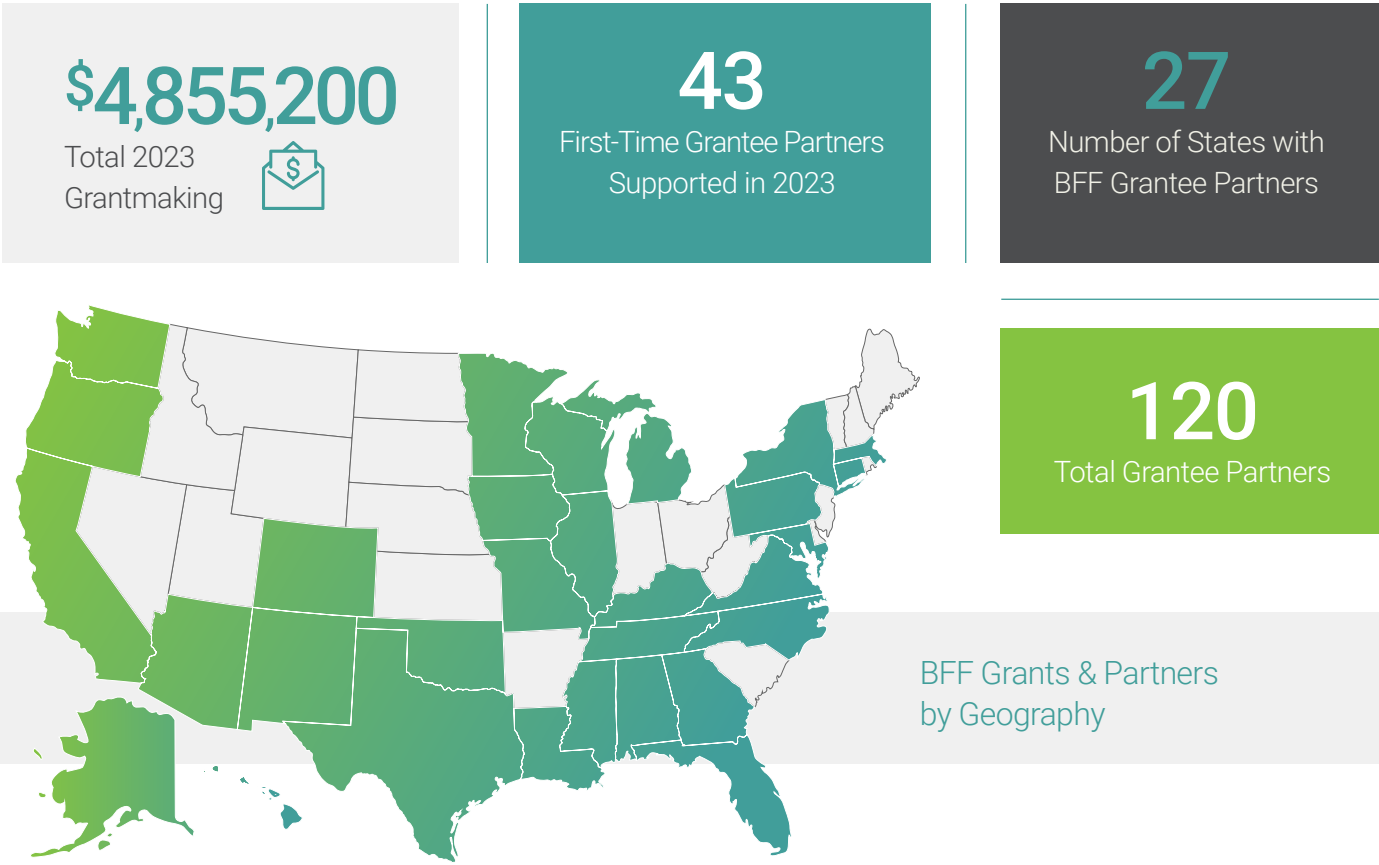 $4,855,200
Total 2023
Grantmaking
$
43
First-Time Grantee Partners
Supported in 2023
27
Number of States with
BFF Grantee Partners
120
Total Grantee Partners
BFF Grants & Partners
by Geography